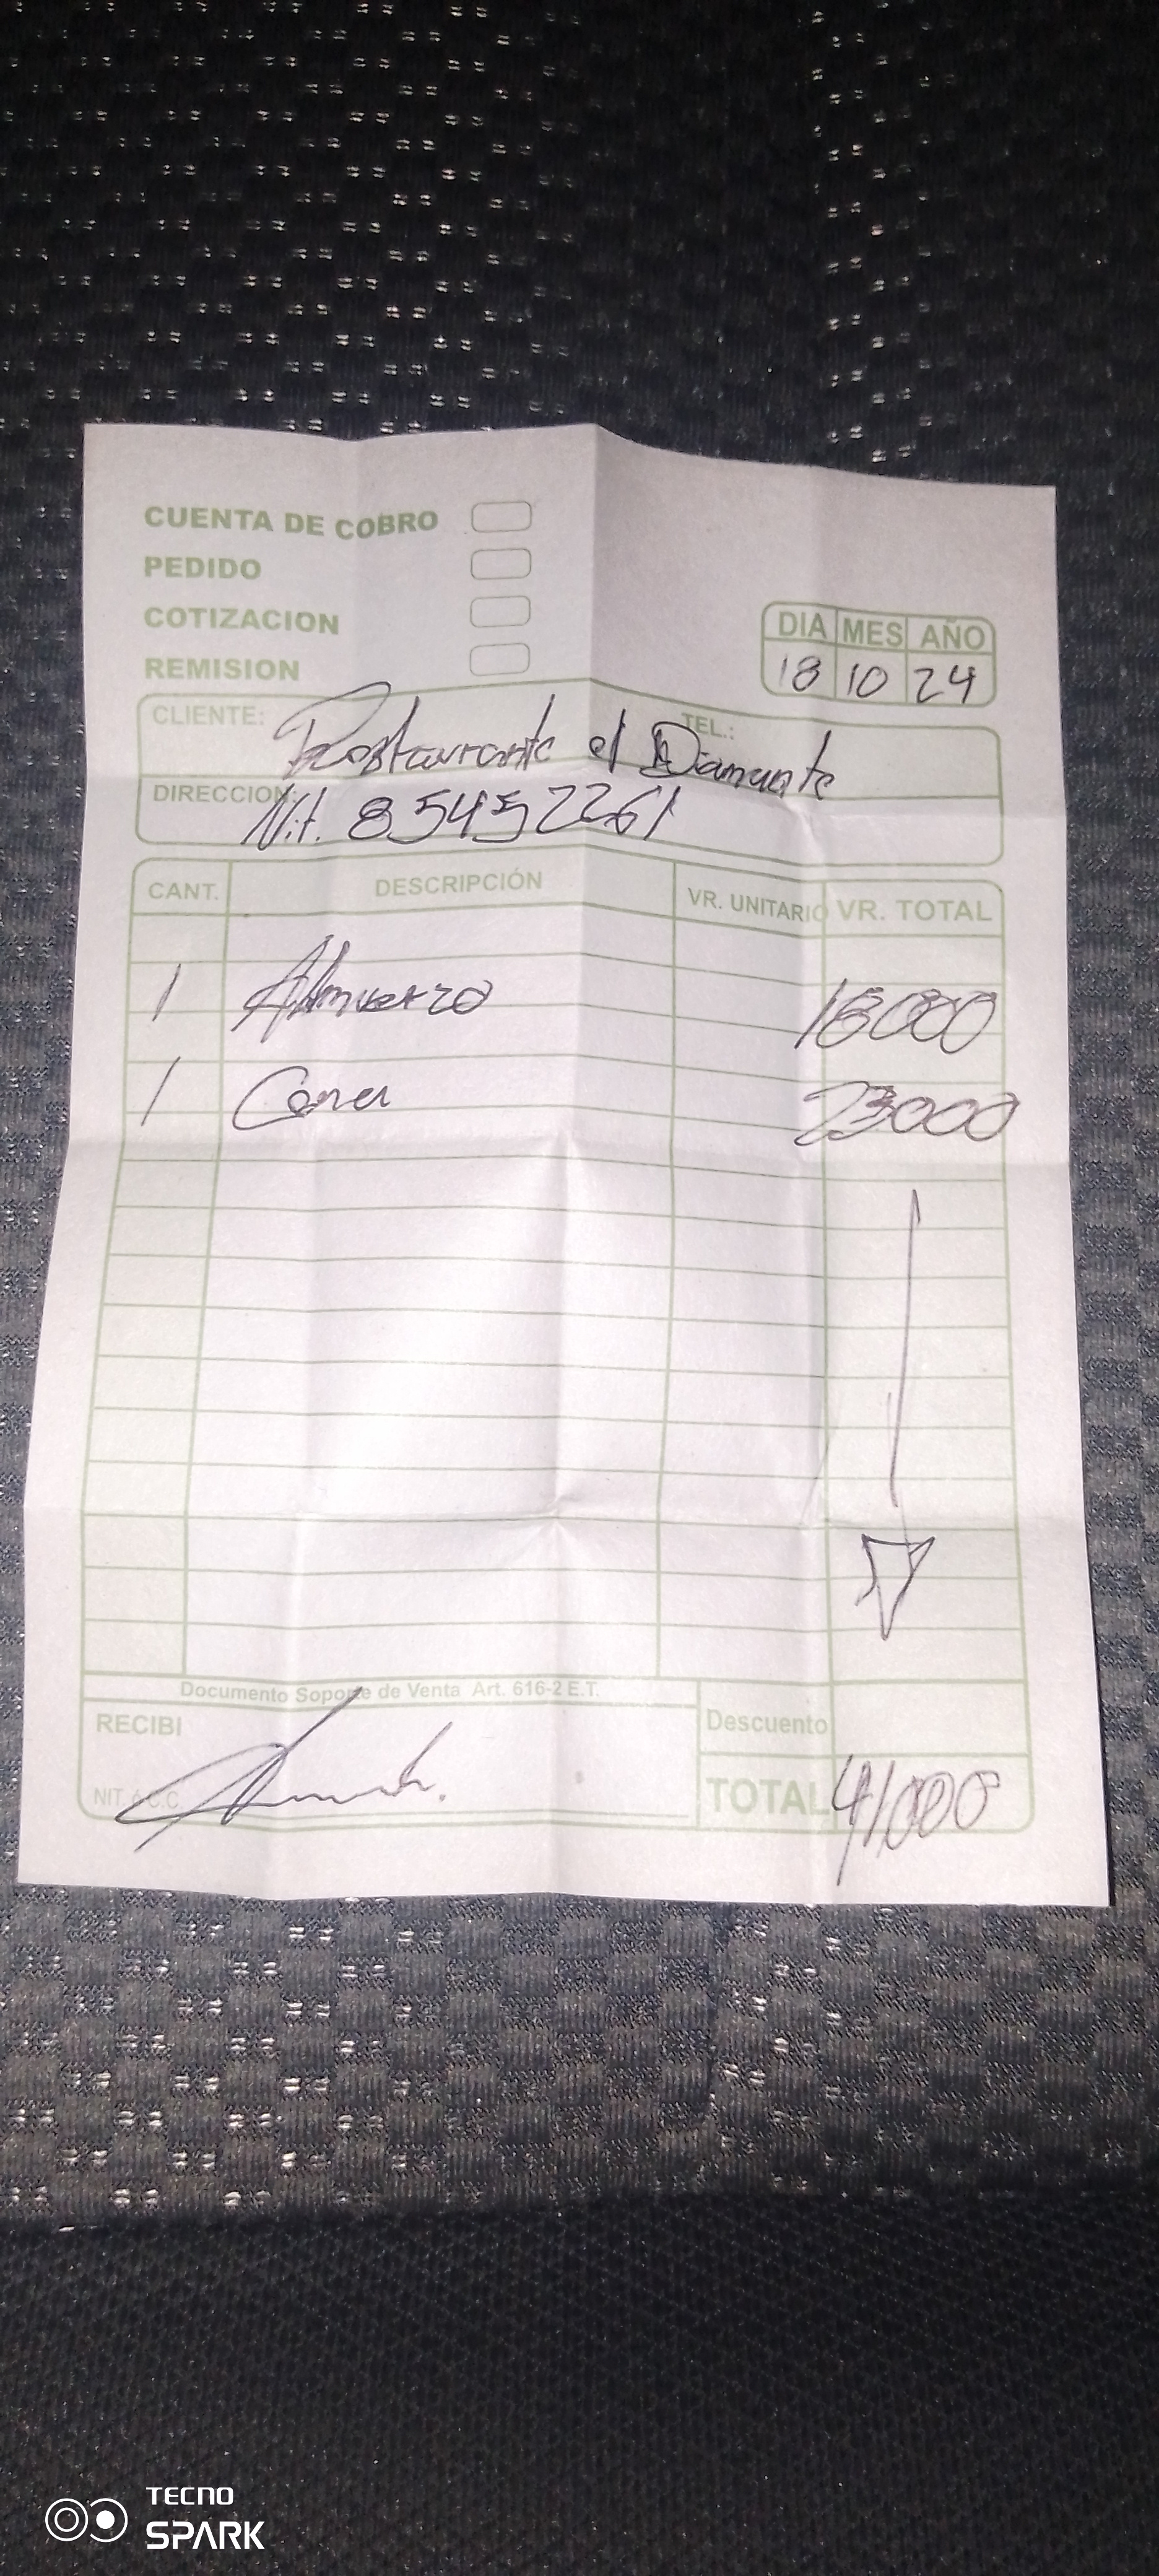 CUENTA DE COBRO
PEDIDO
COTIZACION
REMISION
DIA MES AÑO
18 10 24
CLIENTE: TEL.:
Restaurante el Diamante
DIRECCION:
Nit. 85452261
CANT. DESCRIPCIÓN VR. UNITARIO VR. TOTAL
1 Almuerzo 18000
1 Cena 23000
Documento Soporte de Venta Art. 616-2 E.T.
RECIBI
Descuento
NIT. ó C.C.
TOTAL 41000
TECNO
SPARK